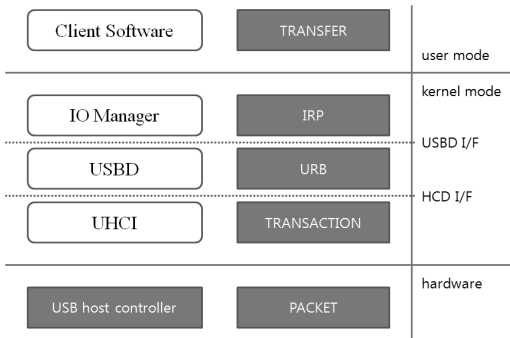 Client Software TRANSFER
user mode
kernel mode
IO Manager IRP
USBD I/F
USBD URB
HCD I/F
UHCI TRANSACTION
hardware
USB host controller PACKET